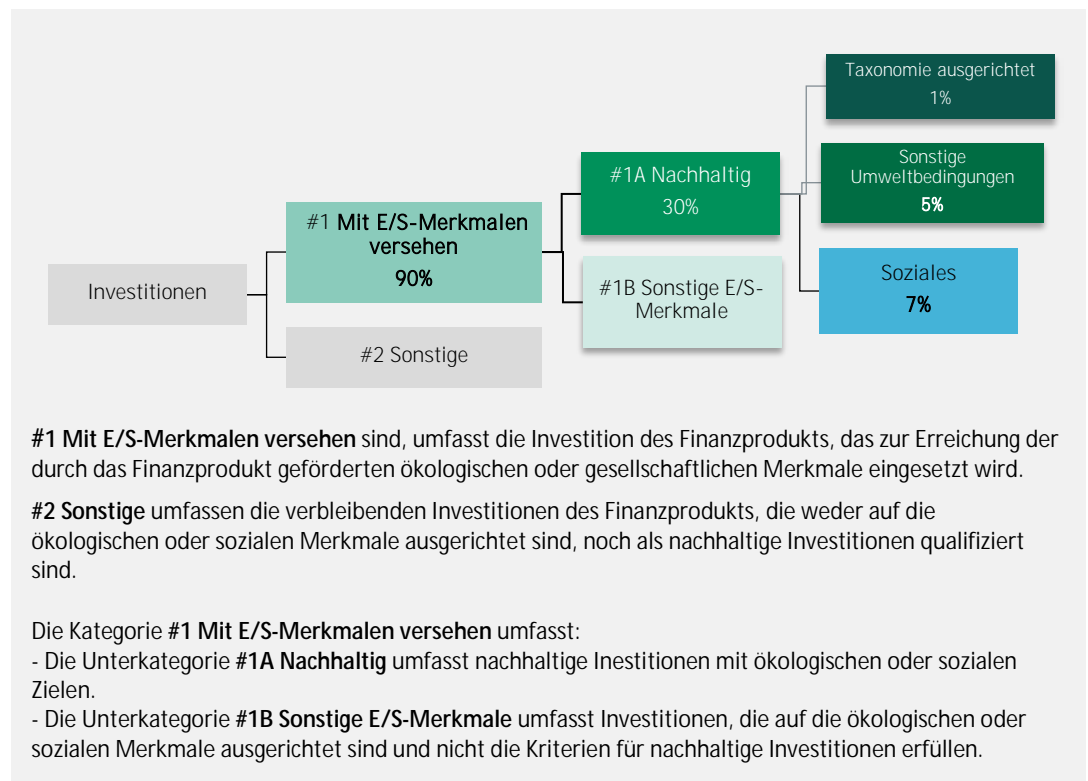 Taxonomie ausgerichtet
1%
Sonstige
Umweltbedingungen
5%
#1A Nachhaltig
30%
#1 Mit E/S-Merkmalen
versehen
90%
Soziales
7%
Investitionen
#1B Sonstige E/S-
Merkmale
#2 Sonstige
#1 Mit E/S-Merkmalen versehen sind, umfasst die Investition des Finanzprodukts, das zur Erreichung der
durch das Finanzprodukt geförderten ökologischen oder gesellschaftlichen Merkmale eingesetzt wird.
#2 Sonstige umfassen die verbleibenden Investitionen des Finanzprodukts, die weder auf die
ökologischen oder sozialen Merkmale ausgerichtet sind, noch als nachhaltige Investitionen qualifiziert
sind.
Die Kategorie #1 Mit E/S-Merkmalen versehen umfasst:
- Die Unterkategorie #1A Nachhaltig umfasst nachhaltige Inestitionen mit ökologischen oder sozialen
Zielen.
- Die Unterkategorie #1B Sonstige E/S-Merkmale umfasst Investitionen, die auf die ökologischen oder
sozialen Merkmale ausgerichtet sind und nicht die Kriterien für nachhaltige Investitionen erfüllen.